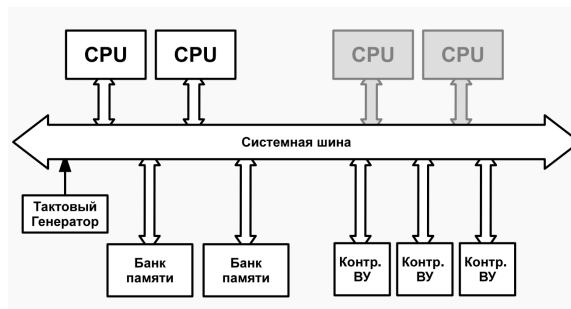 CPU CPU CPU CPU
Системная шина
Тактовый
Генератор
Банк
памяти
Банк
памяти
Контр.
ВУ
Контр.
ВУ
Контр.
ВУ